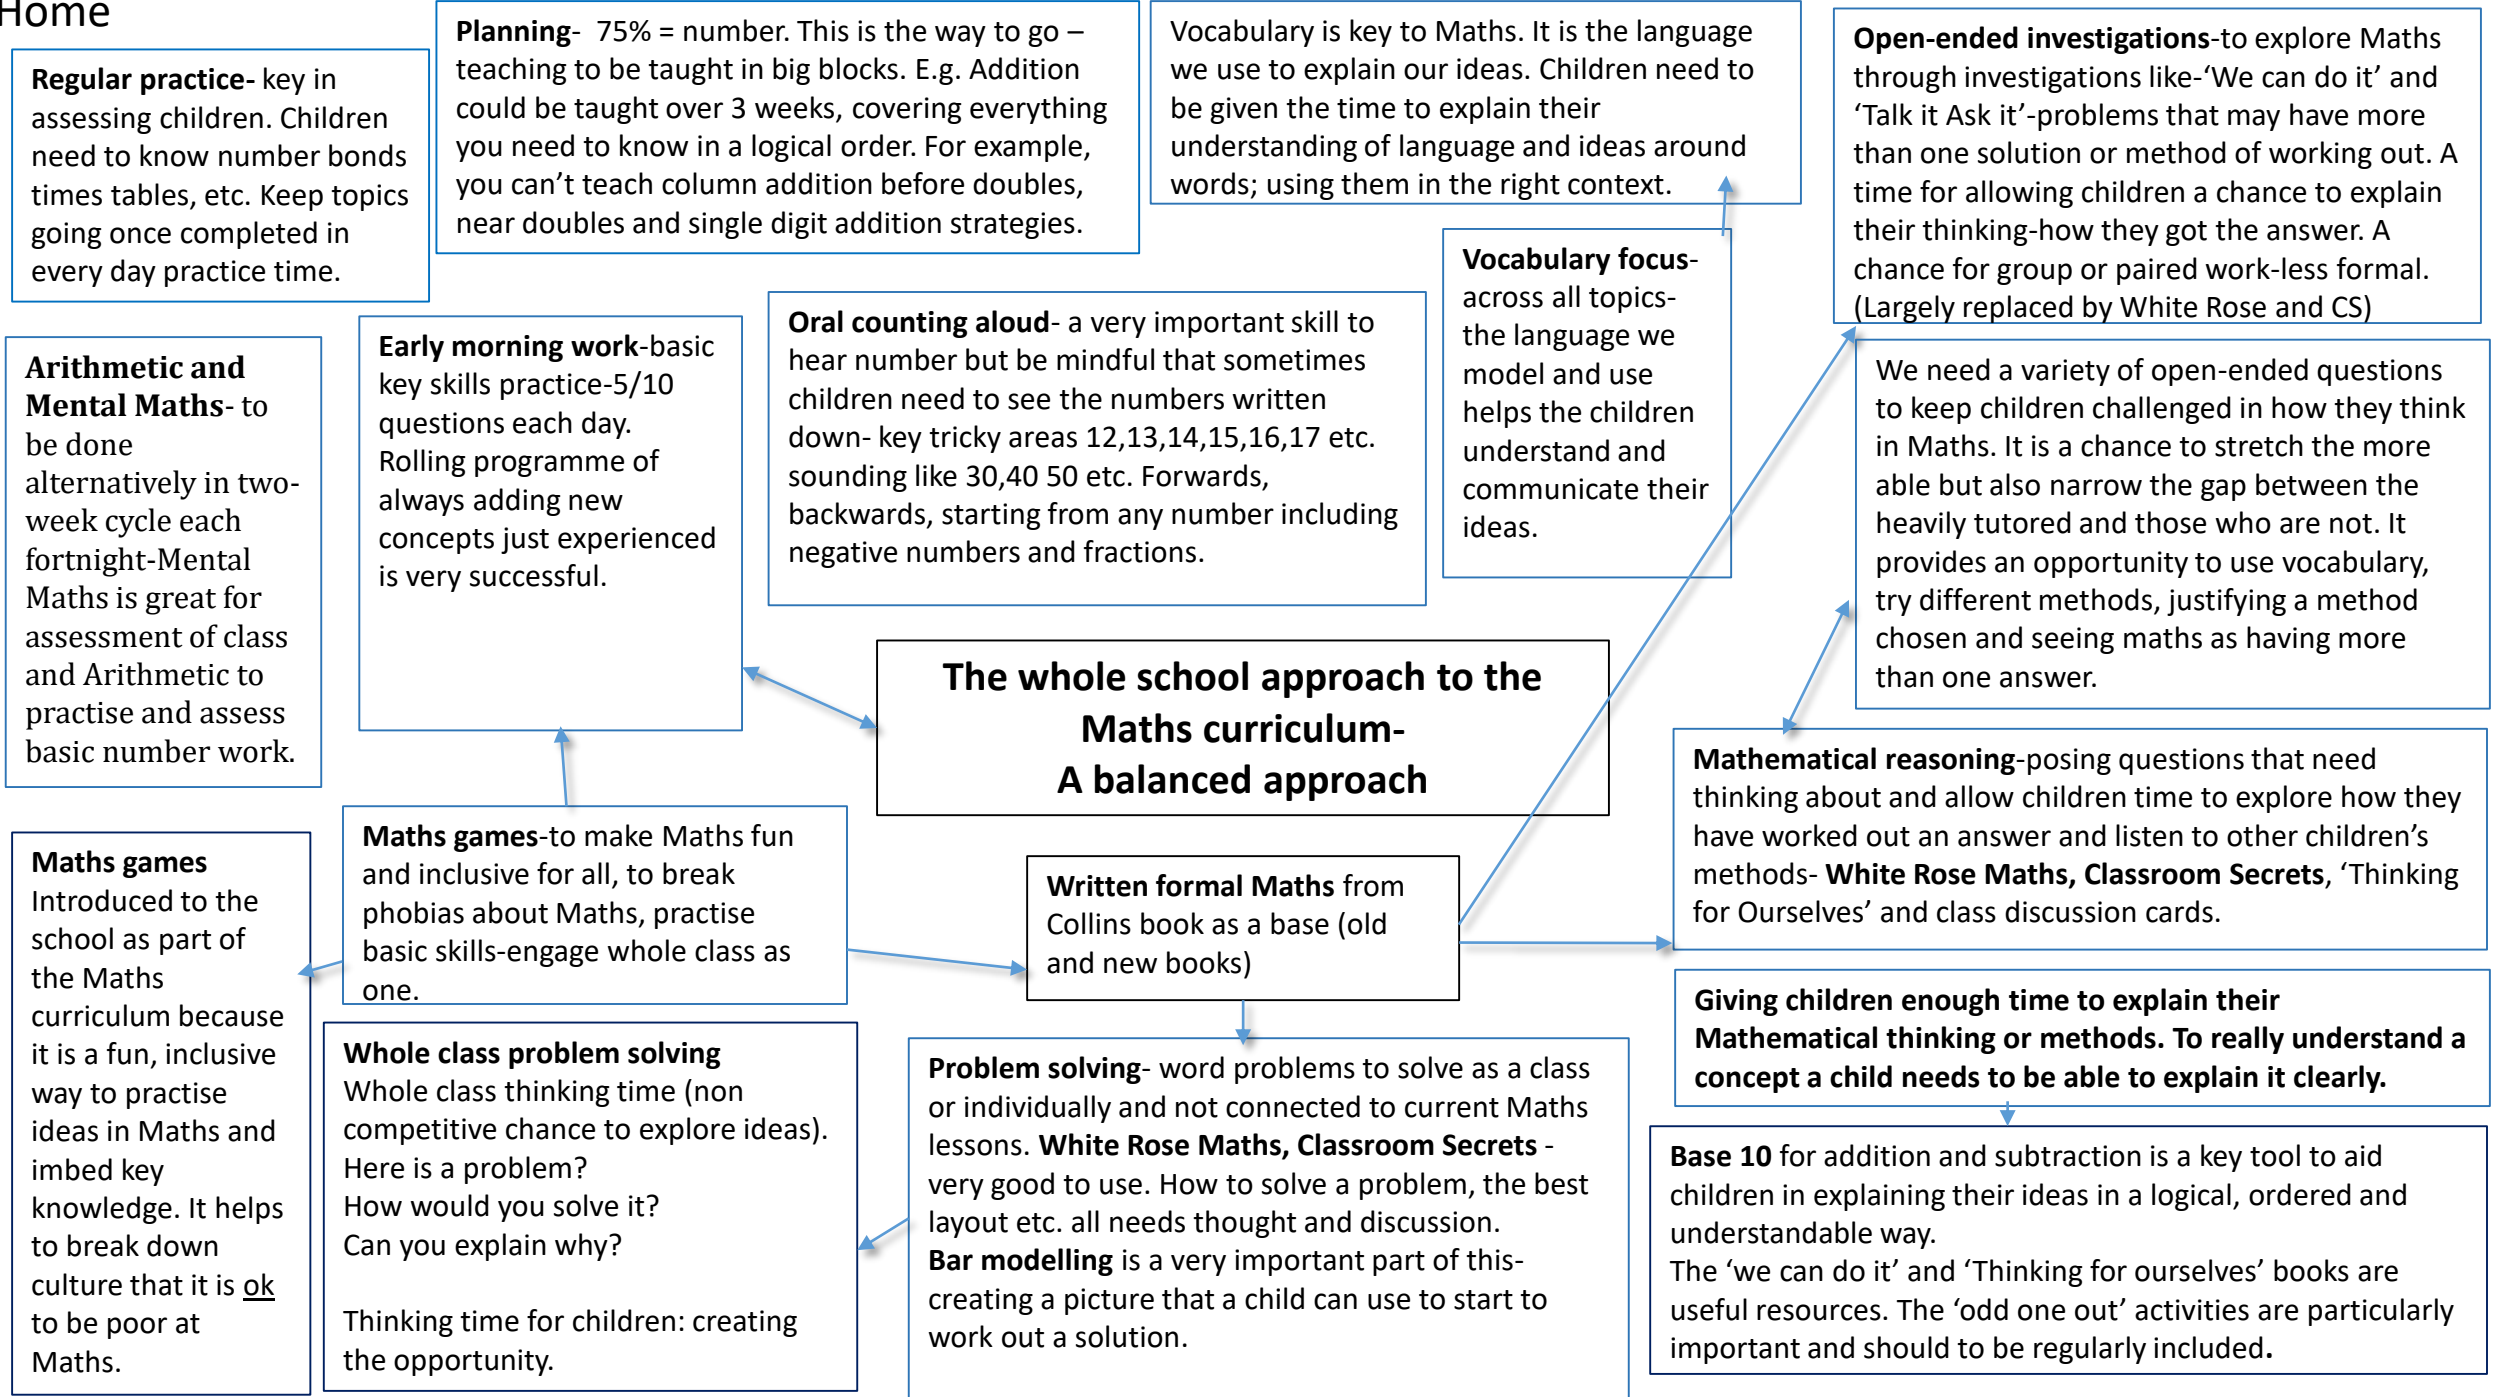 Home
Regular practice- key in
assessing children. Children
need to know number bonds
times tables, etc. Keep topics
going once completed in
every day practice time.
Planning-  75% = number. This is the way to go –
teaching to be taught in big blocks. E.g. Addition
could be taught over 3 weeks, covering everything
you need to know in a logical order. For example,
you can’t teach column addition before doubles,
near doubles and single digit addition strategies.
Vocabulary is key to Maths. It is the language
we use to explain our ideas. Children need to
be given the time to explain their
understanding of language and ideas around
words; using them in the right context.
Open-ended investigations-to explore Maths
through investigations like-‘We can do it’ and
‘Talk it Ask it’-problems that may have more
than one solution or method of working out. A
time for allowing children a chance to explain
their thinking-how they got the answer. A
chance for group or paired work-less formal.
(Largely replaced by White Rose and CS)
Arithmetic and
Mental Maths- to
be done
alternatively in two-
week cycle each
fortnight-Mental
Maths is great for
assessment of class
and Arithmetic to
practise and assess
basic number work.
Early morning work-basic
key skills practice-5/10
questions each day.
Rolling programme of
always adding new
concepts just experienced
is very successful.
Oral counting aloud- a very important skill to
hear number but be mindful that sometimes
children need to see the numbers written
down- key tricky areas 12,13,14,15,16,17 etc.
sounding like 30,40 50 etc. Forwards,
backwards, starting from any number including
negative numbers and fractions.
Vocabulary focus-
across all topics-
the language we
model and use
helps the children
understand and
communicate their
ideas.
We need a variety of open-ended questions
to keep children challenged in how they think
in Maths. It is a chance to stretch the more
able but also narrow the gap between the
heavily tutored and those who are not. It
provides an opportunity to use vocabulary,
try different methods, justifying a method
chosen and seeing maths as having more
than one answer.
The whole school approach to the
Maths curriculum-
A balanced approach
Mathematical reasoning-posing questions that need
thinking about and allow children time to explore how they
have worked out an answer and listen to other children’s
methods- White Rose Maths, Classroom Secrets, ‘Thinking
for Ourselves’ and class discussion cards.
Maths games
Introduced to the
school as part of
the Maths
curriculum because
it is a fun, inclusive
way to practise
ideas in Maths and
imbed key
knowledge. It helps
to break down
culture that it is ok
to be poor at
Maths.
Maths games-to make Maths fun
and inclusive for all, to break
phobias about Maths, practise
basic skills-engage whole class as
one.
Written formal Maths from
Collins book as a base (old
and new books)
Giving children enough time to explain their
Mathematical thinking or methods. To really understand a
concept a child needs to be able to explain it clearly.
Whole class problem solving
Whole class thinking time (non
competitive chance to explore ideas).
Here is a problem?
How would you solve it?
Can you explain why?
Thinking time for children: creating
the opportunity.
Problem solving- word problems to solve as a class
or individually and not connected to current Maths
lessons. White Rose Maths, Classroom Secrets -
very good to use. How to solve a problem, the best
layout etc. all needs thought and discussion.
Bar modelling is a very important part of this-
creating a picture that a child can use to start to
work out a solution.
Base 10 for addition and subtraction is a key tool to aid
children in explaining their ideas in a logical, ordered and
understandable way.
The ‘we can do it’ and ‘Thinking for ourselves’ books are
useful resources. The ‘odd one out’ activities are particularly
important and should to be regularly included.